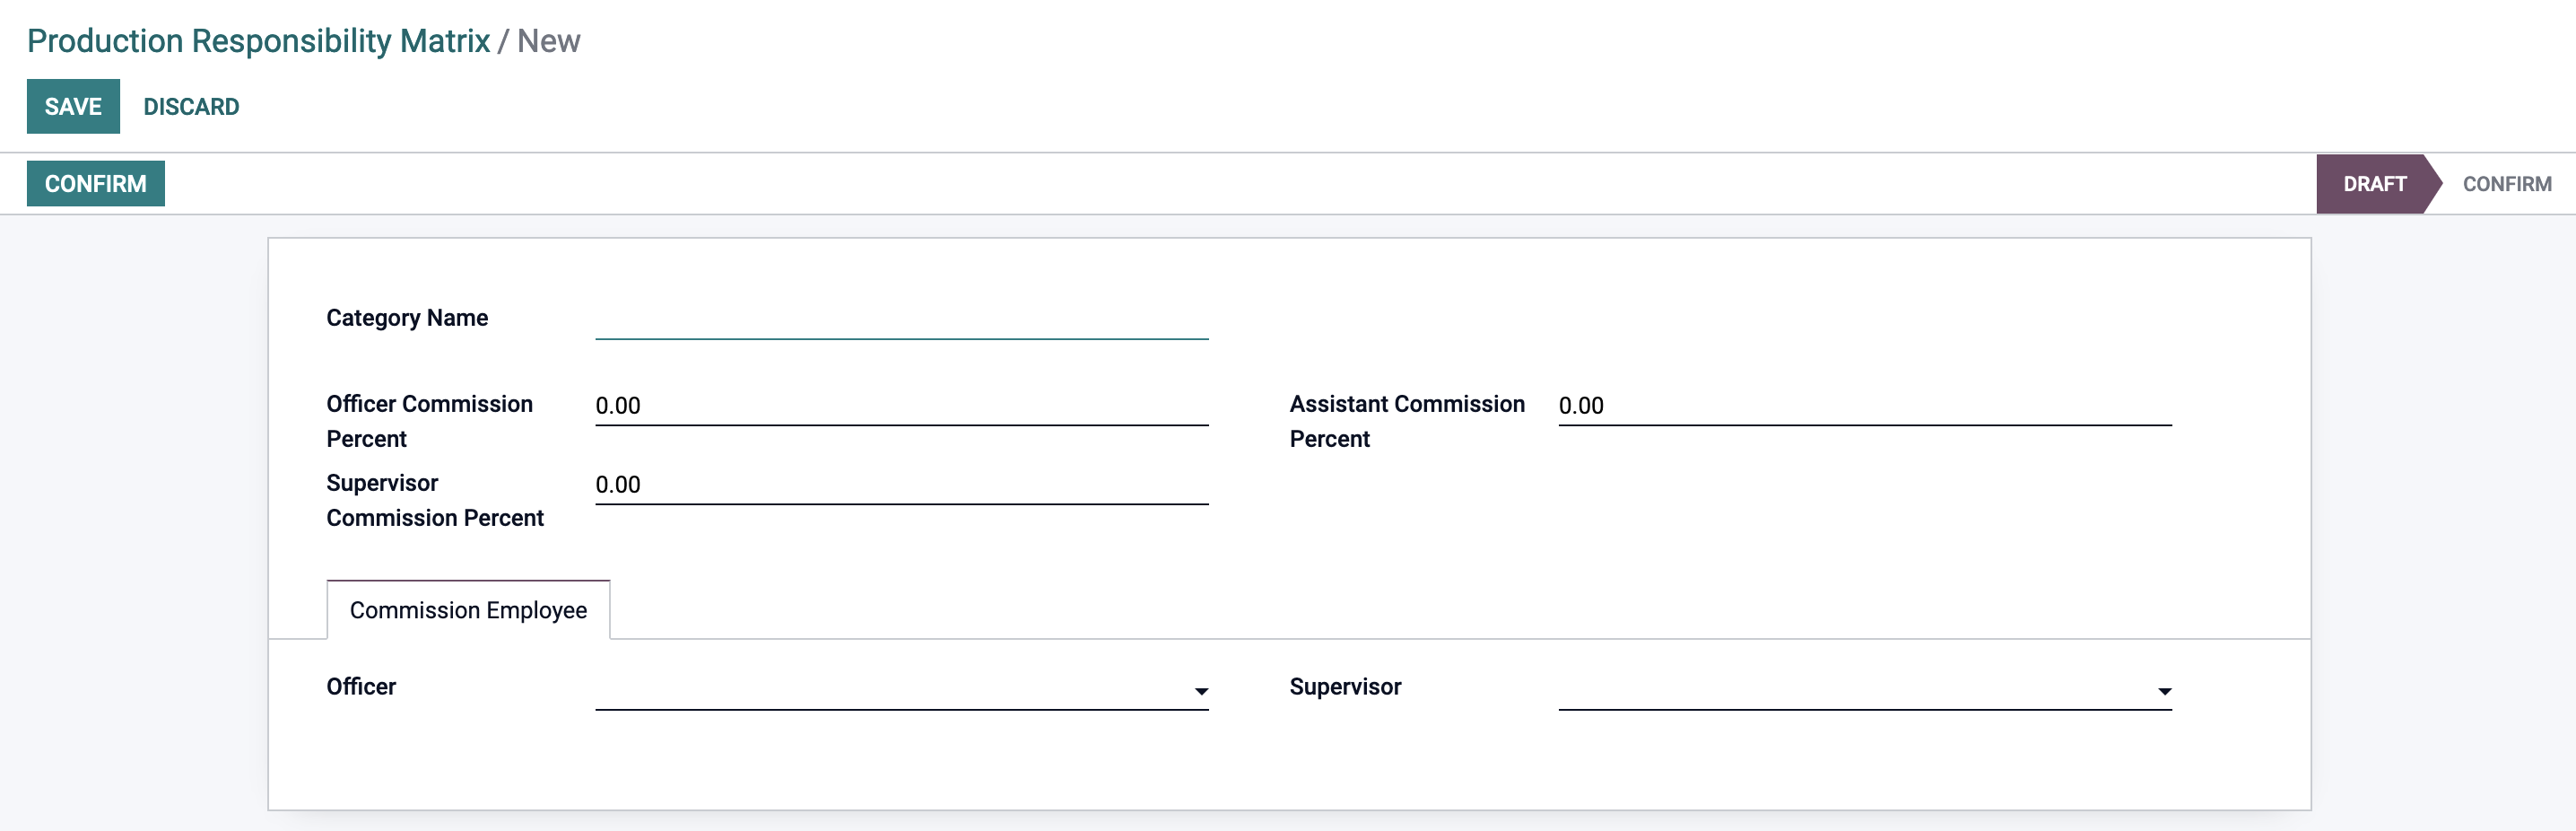 Production Responsibility Matrix / New
SAVE DISCARD
CONFIRM DRAFT CONFIRM
Category Name
Officer Commission
Percent
0.00
Assistant Commission
Percent
0.00
Supervisor
Commission Percent
0.00
Commission Employee
Officer
Supervisor